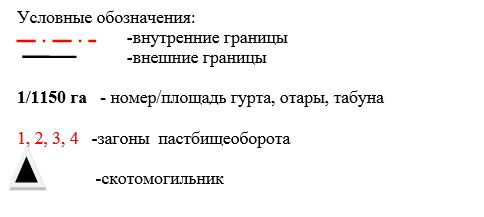 Условные обозначения:
-внутренние границы
-внешние границы
1/1150 га - номер/площадь гурта, отары, табуна
1, 2, 3, 4 -загоны пастбищеоборота
-скотомогильник